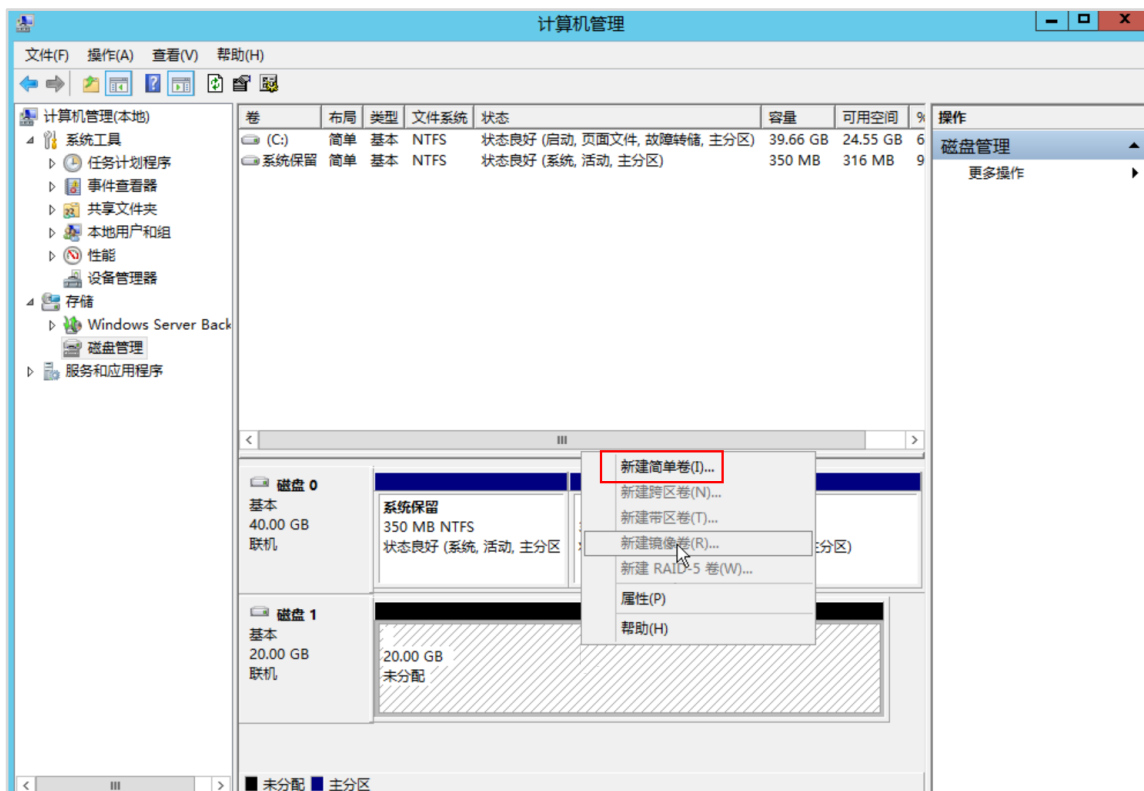 计算机管理
文件(F) 操作(A) 查看(V) 帮助(H)
计算机管理(本地)
系统工具
任务计划程序
事件查看器
共享文件夹
本地用户和组
性能
设备管理器
存储
Windows Server Back
磁盘管理
服务和应用程序
卷 布局 类型 文件系统 状态 容量 可用空间 %
(C:) 简单 基本 NTFS 状态良好 (启动, 页面文件, 故障转储, 主分区) 39.66 GB 24.55 GB 6
系统保留 简单 基本 NTFS 状态良好 (系统, 活动, 主分区) 350 MB 316 MB 9
操作
磁盘管理
更多操作
磁盘 0
基本
40.00 GB
联机
系统保留
350 MB NTFS
状态良好 (系统, 活动, 主分区
主分区)
新建简单卷(I)...
新建跨区卷(N)...
新建带区卷(T)...
新建镜像卷(R)...
新建 RAID-5 卷(W)...
属性(P)
帮助(H)
磁盘 1
基本
20.00 GB
联机
20.00 GB
未分配
未分配 主分区